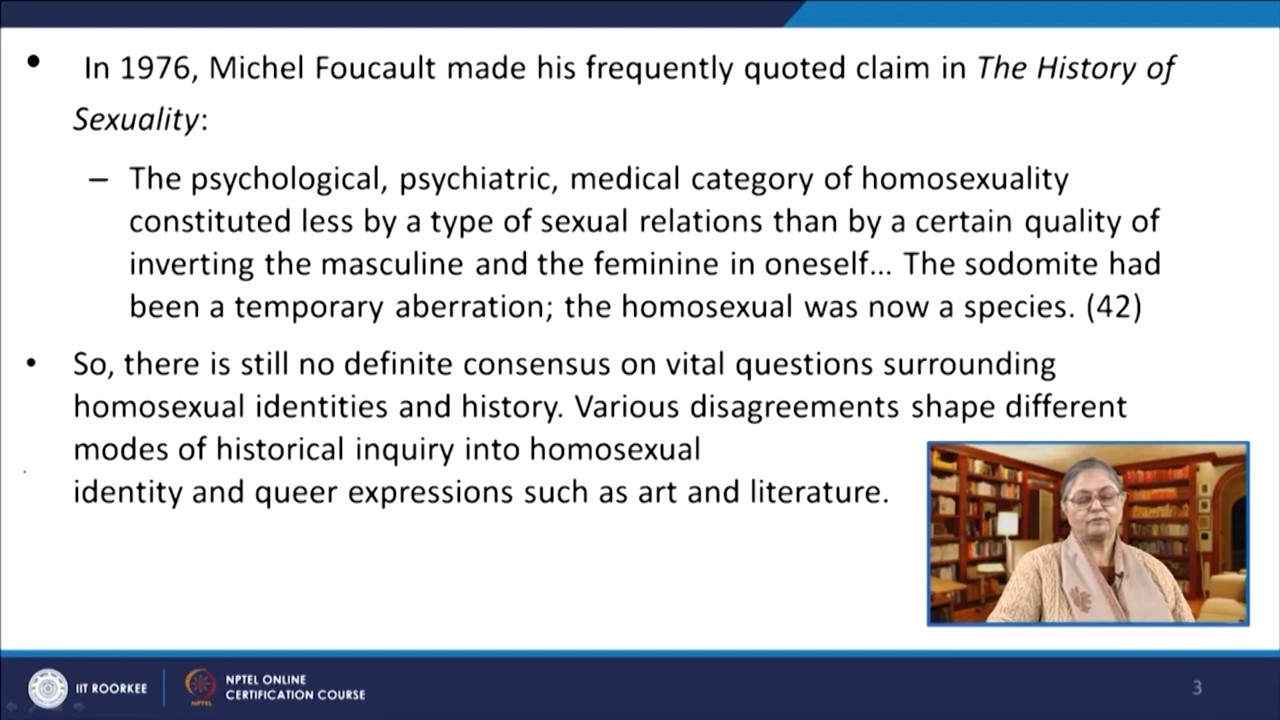 • In 1976, Michel Foucault made his frequently quoted claim in The History of
Sexuality:
– The psychological, psychiatric, medical category of homosexuality
constituted less by a type of sexual relations than by a certain quality of
inverting the masculine and the feminine in oneself... The sodomite had
been a temporary aberration; the homosexual was now a species. (42)
• So, there is still no definite consensus on vital questions surrounding
homosexual identities and history. Various disagreements shape different
modes of historical inquiry into homosexual
identity and queer expressions such as art and literature.
IIT ROORKEE
NPTEL
NPTEL ONLINE
CERTIFICATION COURSE
3